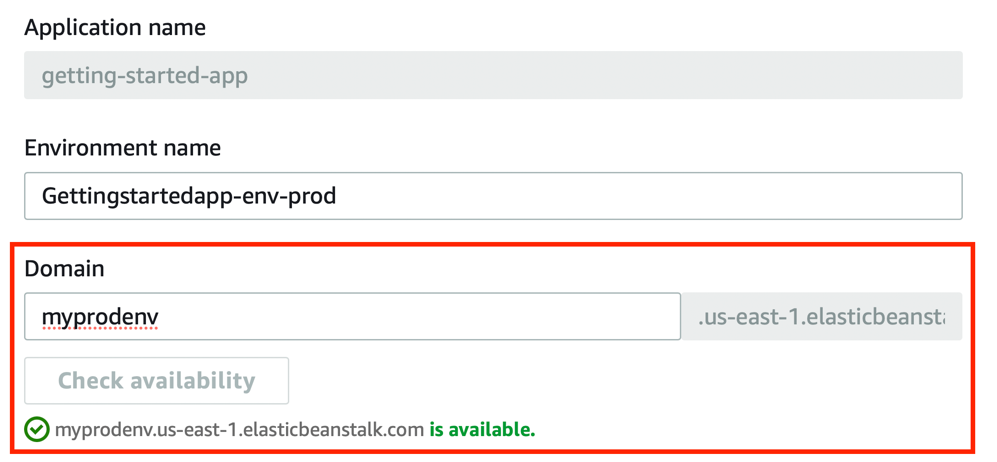 Application name
getting-started-app
Environment name
Gettingstartedapp-env-prod
Domain
myprodenv .us-east-1.elasticbeansta
Check availability
myprodenv.us-east-1.elasticbeanstalk.com is available.